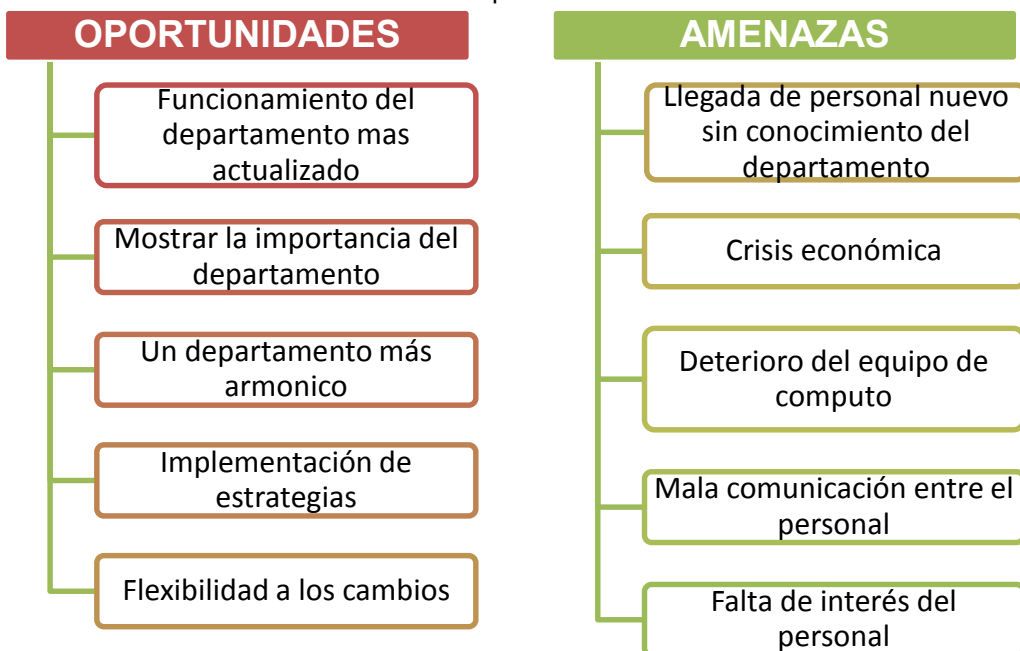 OPORTUNIDADES
Funcionamiento del
departamento mas
actualizado
Mostrar la importancia del
departamento
Un departamento más
armonico
Implementación de
estrategias
Flexibilidad a los cambios
AMENAZAS
Llegada de personal nuevo
sin conocimiento del
departamento
Crisis económica
Deterioro del equipo de
computo
Mala comunicación entre el
personal
Falta de interés del
personal